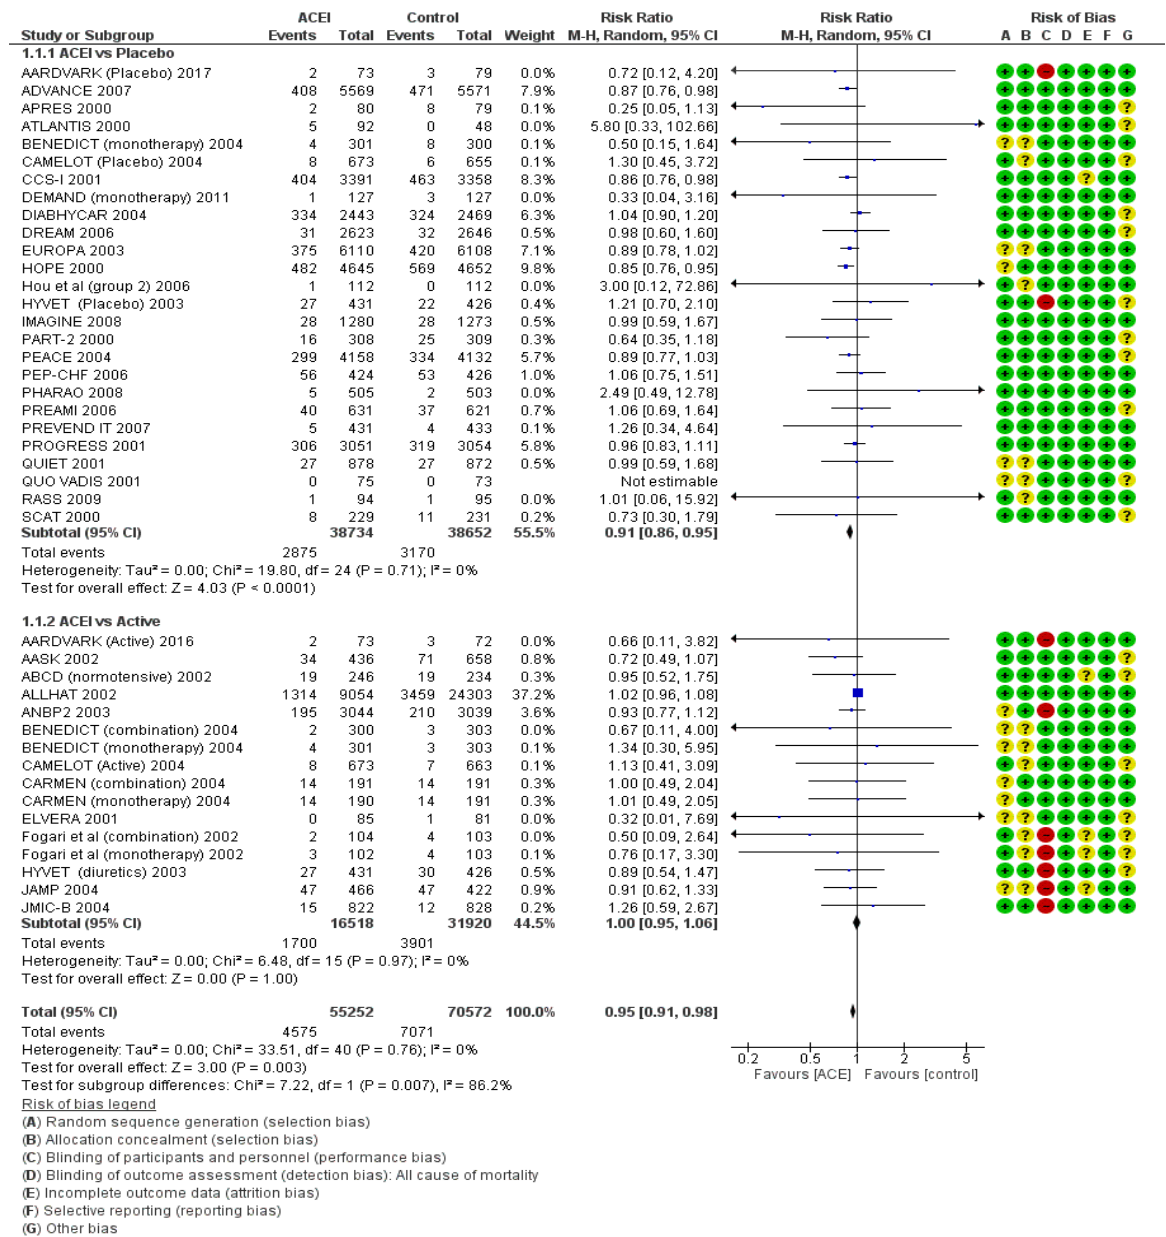 ACEI Control Risk Ratio Risk Ratio Risk of Bias
Study or Subgroup Events Total Events Total Weight M-H, Random, 95% CI M-H, Random, 95% CI A B C D E F G
1.1.1 ACEI vs Placebo
AARDVARK (Placebo) 2017 2 73 3 79 0.0% 0.72 [0.12, 4.20] + + - + + + +
ADVANCE 2007 408 5569 471 5571 7.9% 0.87 [0.76, 0.98] + + + + + + +
APRES 2000 2 80 8 79 0.1% 0.25 [0.05, 1.13] + + + + + + ?
ATLANTIS 2000 5 92 0 48 0.0% 5.80 [0.33, 102.66] + + + + + + ?
BENEDICT (monotherapy) 2004 4 301 8 300 0.1% 0.50 [0.15, 1.64] ? ? + + + + +
CAMELOT (Placebo) 2004 8 673 6 655 0.1% 1.30 [0.45, 3.72] + ? + + + + ?
CCS-I 2001 404 3391 463 3358 8.3% 0.86 [0.76, 0.98] + + + + ? + +
DEMAND (monotherapy) 2011 1 127 3 127 0.0% 0.33 [0.04, 3.16] + + + + + + +
DIABHYCAR 2004 334 2443 324 2469 6.3% 1.04 [0.90, 1.20] + + + + + + ?
DREAM 2006 31 2623 32 2646 0.5% 0.98 [0.60, 1.60] + + + + + + ?
EUROPA 2003 375 6110 420 6108 7.1% 0.89 [0.78, 1.02] ? ? + + + + +
HOPE 2000 482 4645 569 4652 9.8% 0.85 [0.76, 0.95] ? + + + + + +
Hou et al (group 2) 2006 1 112 0 112 0.0% 3.00 [0.12, 72.86] + ? + + + + +
HYVET (Placebo) 2003 27 431 22 426 0.4% 1.21 [0.70, 2.10] + + - + + + ?
IMAGINE 2008 28 1280 28 1273 0.5% 0.99 [0.59, 1.67] + + + + + + +
PART-2 2000 16 308 25 309 0.3% 0.64 [0.35, 1.18] + + + + + + ?
PEACE 2004 299 4158 334 4132 5.7% 0.89 [0.77, 1.03] + + + + + + +
PEP-CHF 2006 56 424 53 426 1.0% 1.06 [0.75, 1.51] + + + + + + +
PHARAO 2008 5 505 2 503 0.0% 2.49 [0.49, 12.78] + + + + + + +
PREAMI 2006 40 631 37 621 0.7% 1.06 [0.69, 1.64] + + + + + + ?
PREVEND IT 2007 5 431 4 433 0.1% 1.26 [0.34, 4.64] + + + + + + +
PROGRESS 2001 306 3051 319 3054 5.8% 0.96 [0.83, 1.11] + + + + + + +
QUIET 2001 27 878 27 872 0.5% 0.99 [0.59, 1.68] ? ? + + + + +
QUO VADIS 2001 0 75 0 73 Not estimable ? ? + + + + ?
RASS 2009 1 94 1 95 0.0% 1.01 [0.06, 15.92] + ? + + + + +
SCAT 2000 8 229 11 231 0.2% 0.73 [0.30, 1.79] + + + + + + ?
Subtotal (95% CI) 38734 38652 55.5% 0.91 [0.86, 0.95]
Total events 2875 3170
Heterogeneity: Tau² = 0.00; Chi² = 19.80, df = 24 (P = 0.71); I² = 0%
Test for overall effect: Z = 4.03 (P < 0.0001)
1.1.2 ACEI vs Active
AARDVARK (Active) 2016 2 73 3 72 0.0% 0.66 [0.11, 3.82] + + - + + + +
AASK 2002 34 436 71 658 0.8% 0.72 [0.49, 1.07] + + + + + + ?
ABCD (normotensive) 2002 19 246 19 234 0.3% 0.95 [0.52, 1.75] + + + + ? + ?
ALLHAT 2002 1314 9054 3459 24303 37.2% 1.02 [0.96, 1.08] + + + + + + +
ANBP2 2003 195 3044 210 3039 3.6% 0.93 [0.77, 1.12] ? + - + + + +
BENEDICT (combination) 2004 2 300 3 303 0.0% 0.67 [0.11, 4.00] ? ? + + + + +
BENEDICT (monotherapy) 2004 4 301 3 303 0.1% 1.34 [0.30, 5.95] ? ? + + + + +
CAMELOT (Active) 2004 8 673 7 663 0.1% 1.13 [0.41, 3.09] + ? + + + + ?
CARMEN (combination) 2004 14 191 14 191 0.3% 1.00 [0.49, 2.04] ? + + + + + +
CARMEN (monotherapy) 2004 14 190 14 191 0.3% 1.01 [0.49, 2.05] ? + + + + + +
ELVERA 2001 0 85 1 81 0.0% 0.32 [0.01, 7.69] ? ? + + + + ?
Fogari et al (combination) 2002 2 104 4 103 0.0% 0.50 [0.09, 2.64] + ? - + ? + ?
Fogari et al (monotherapy) 2002 3 102 4 103 0.1% 0.76 [0.17, 3.30] + ? - + ? + ?
HYVET (diuretics) 2003 27 431 30 426 0.4% 0.89 [0.54, 1.47] + + - + + + ?
JAMP 2004 47 466 47 422 0.9% 0.91 [0.62, 1.33] ? ? - + ? + +
JMIC-B 2004 15 822 12 828 0.2% 1.26 [0.59, 2.67] + + - + + + +
Subtotal (95% CI) 16518 31920 44.5% 1.00 [0.95, 1.06]
Total events 1700 3901
Heterogeneity: Tau² = 0.00; Chi² = 6.48, df = 15 (P = 0.97); I² = 0%
Test for overall effect: Z = 0.00 (P = 1.00)
Total (95% CI) 55252 70572 100.0% 0.95 [0.91, 0.98]
Total events 4575 7071
Heterogeneity: Tau² = 0.00; Chi² = 33.51, df = 40 (P = 0.76); I² = 0%
Test for overall effect: Z = 3.00 (P = 0.003)
Test for subgroup differences: Chi² = 7.22, df = 1 (P = 0.007), I² = 86.2%
0.2 0.5 1 2 5
Favours [ACE] Favours [control]
Risk of bias legend
(A) Random sequence generation (selection bias)
(B) Allocation concealment (selection bias)
(C) Blinding of participants and personnel (performance bias)
(D) Blinding of outcome assessment (detection bias): All cause of mortality
(E) Incomplete outcome data (attrition bias)
(F) Selective reporting (reporting bias)
(G) Other bias